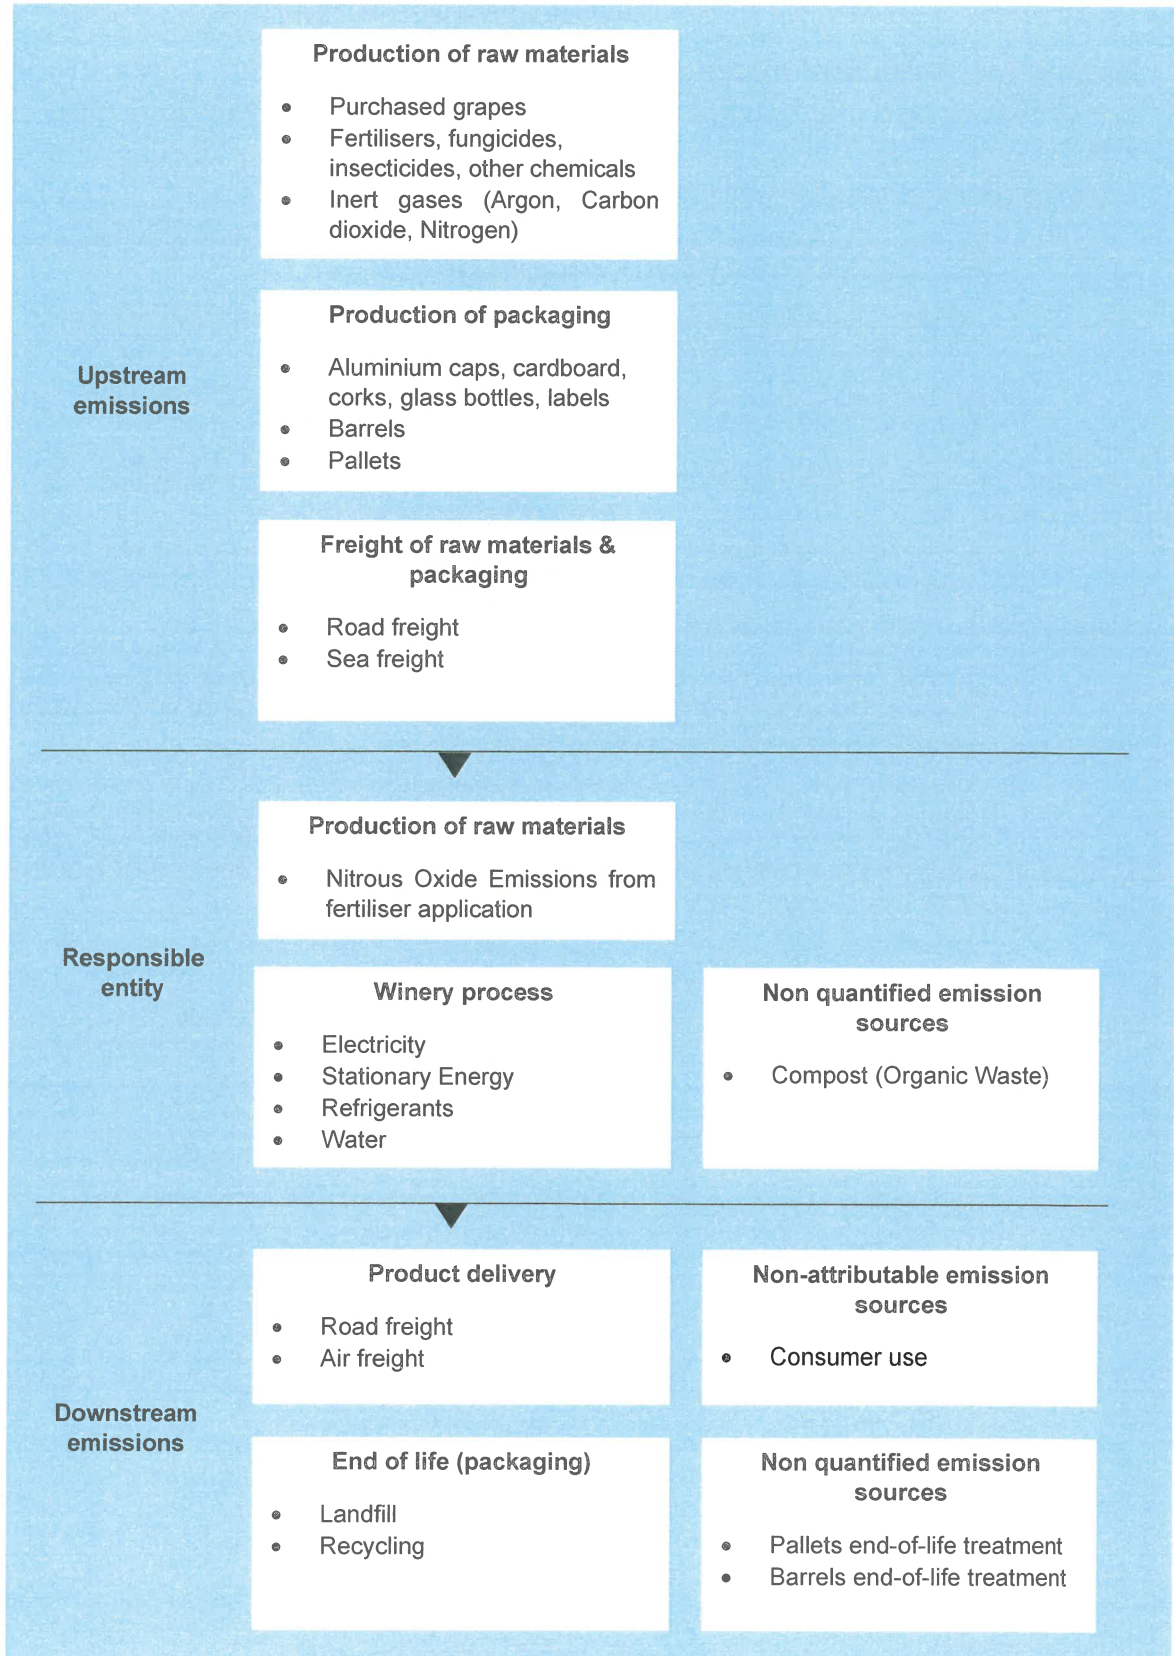 Production of raw materials
• Purchased grapes
• Fertilisers, fungicides,
insecticides, other chemicals
• Inert gases (Argon, Carbon
dioxide, Nitrogen)
Upstream
emissions
Production of packaging
• Aluminium caps, cardboard,
corks, glass bottles, labels
• Barrels
• Pallets
Freight of raw materials &
packaging
• Road freight
• Sea freight
Responsible
entity
Production of raw materials
• Nitrous Oxide Emissions from
fertiliser application
Winery process
• Electricity
• Stationary Energy
• Refrigerants
• Water
Non quantified emission
sources
• Compost (Organic Waste)
Downstream
emissions
Product delivery
• Road freight
• Air freight
Non-attributable emission
sources
• Consumer use
End of life (packaging)
• Landfill
• Recycling
Non quantified emission
sources
• Pallets end-of-life treatment
• Barrels end-of-life treatment